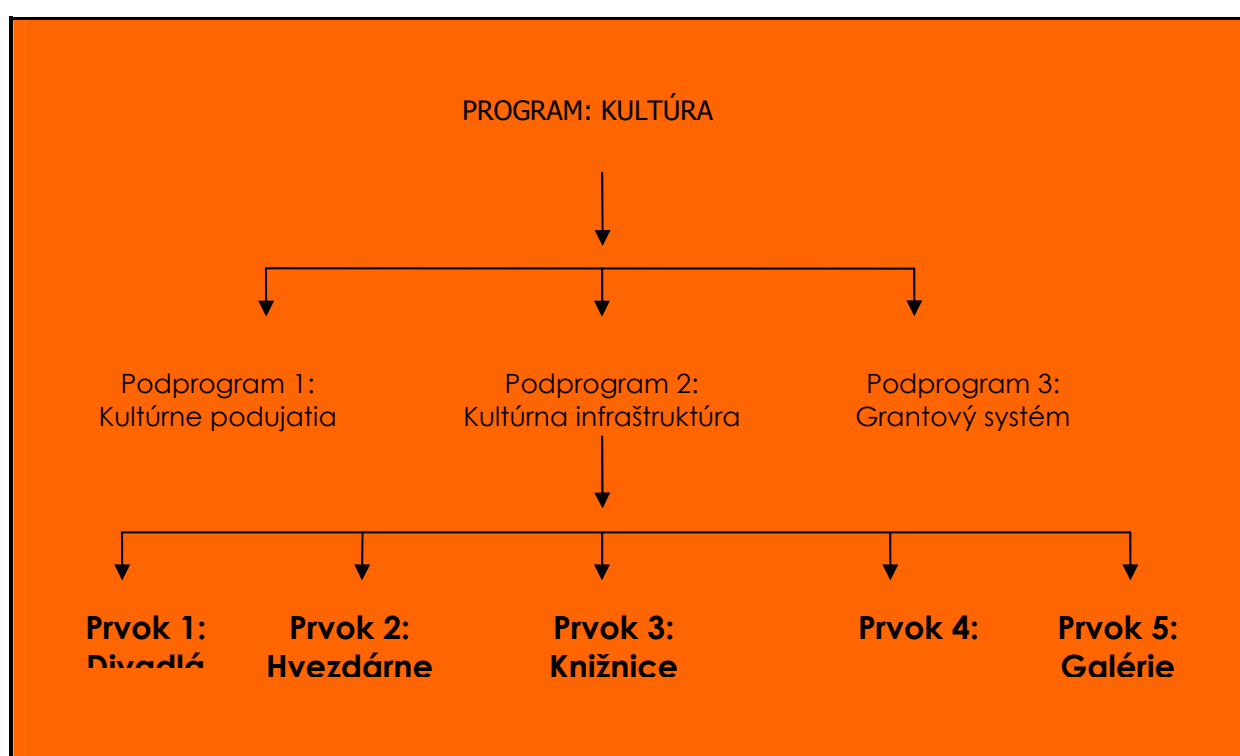 PROGRAM: KULTÚRA
Podprogram 1:
Kultúrne podujatia
Podprogram 2:
Kultúrna infraštruktúra
Podprogram 3:
Grantový systém
Prvok 1:
Divadlá
Prvok 2:
Hvezdárne
Prvok 3:
Knižnice
Prvok 4:
Prvok 5:
Galérie